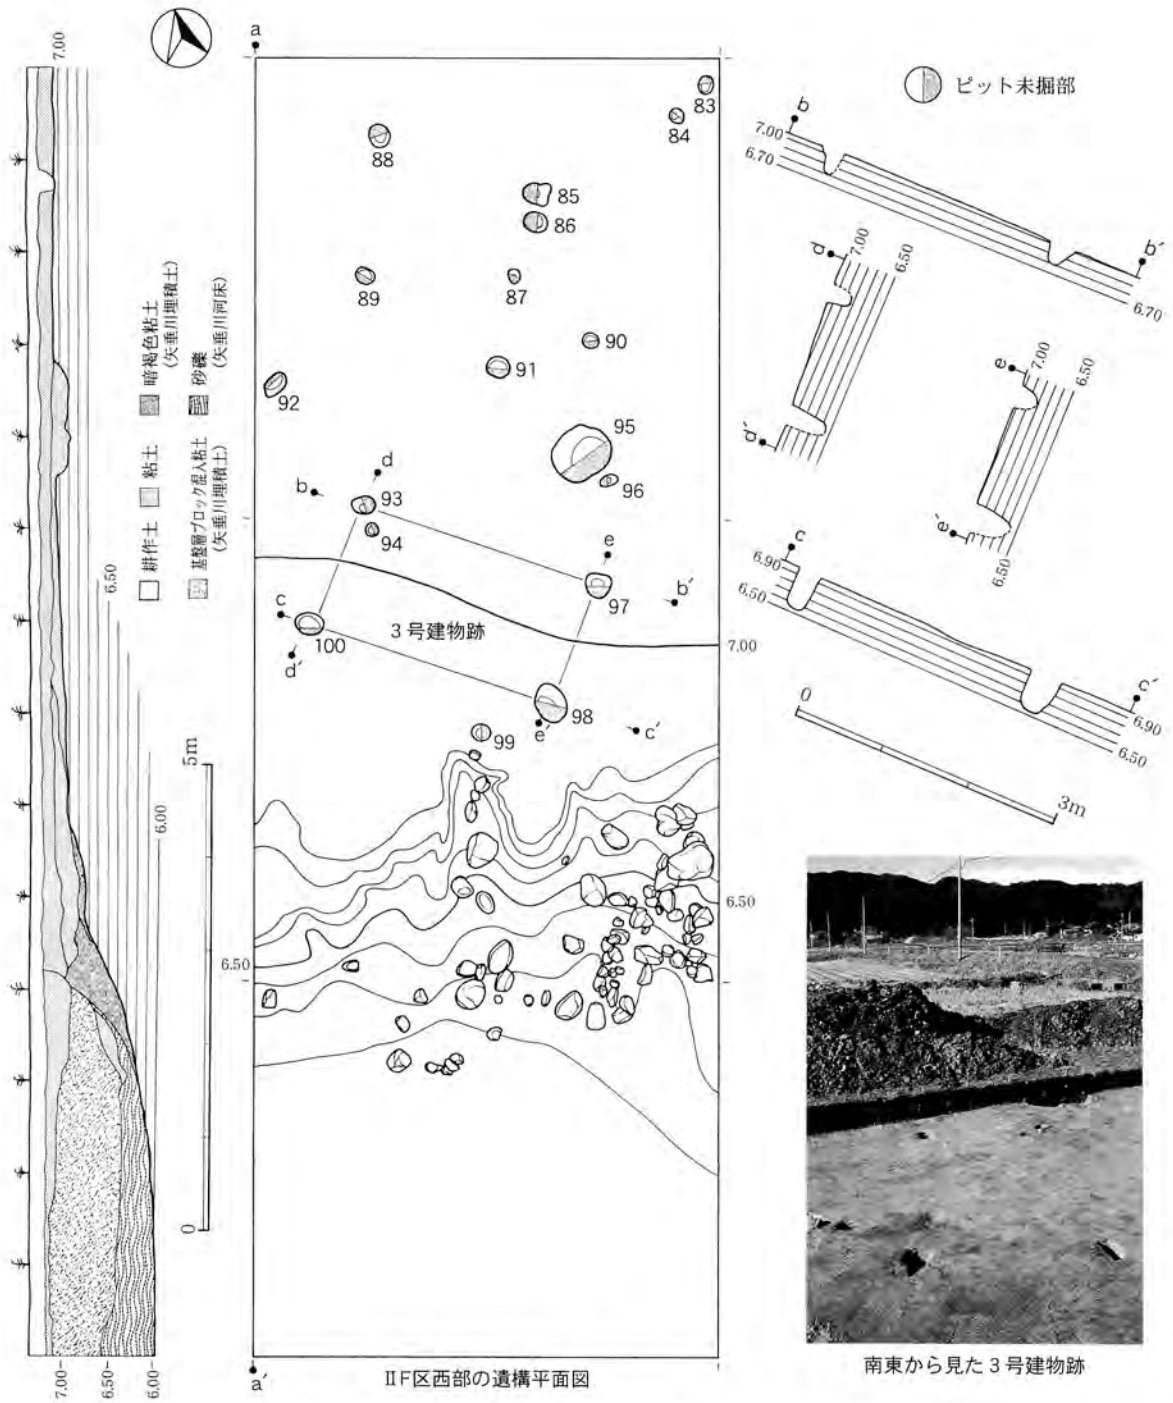 7.00
6.50
6.00
7.00
6.50
6.00
耕作土
粘土
暗褐色粘土
(矢垂川埋積土)
基盤層ブロック混入粘土
(矢垂川埋積土)
砂礫
(矢垂川河床)
0
5m
a
83
84
88
85
86
89
87
90
91
92
95
96
d
b
93
94
e
97
b′
c
100
3号建物跡
d′
7.00
98
e′
c′
99
6.50
6.50
a′
ⅡF区西部の遺構平面図
ピット未掘部
b
7.00
6.70
b′
6.70
d
7.00
6.50
d′
e
7.00
6.50
e′
6.50
c
6.90
6.50
c′
6.90
6.50
0
3m
南東から見た3号建物跡